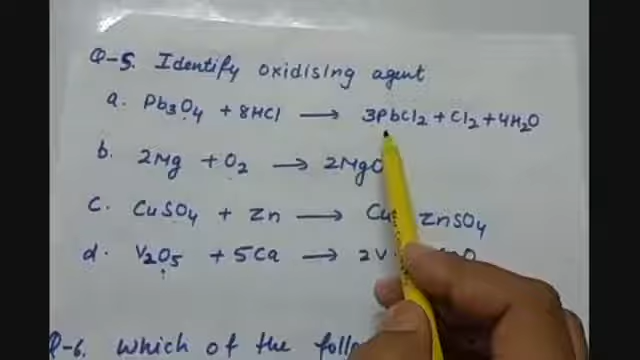 Q-5. Identify oxidising agent
a. Pb3O4 + 8HCl ⟶ 3PbCl2 + Cl2 + 4H2O
b. 2Mg + O2 ⟶ 2MgO
c. CuSO4 + Zn ⟶ Cu ZnSO4
d. V2O5 + 5Ca ⟶ 2V
Q-6. Which of the